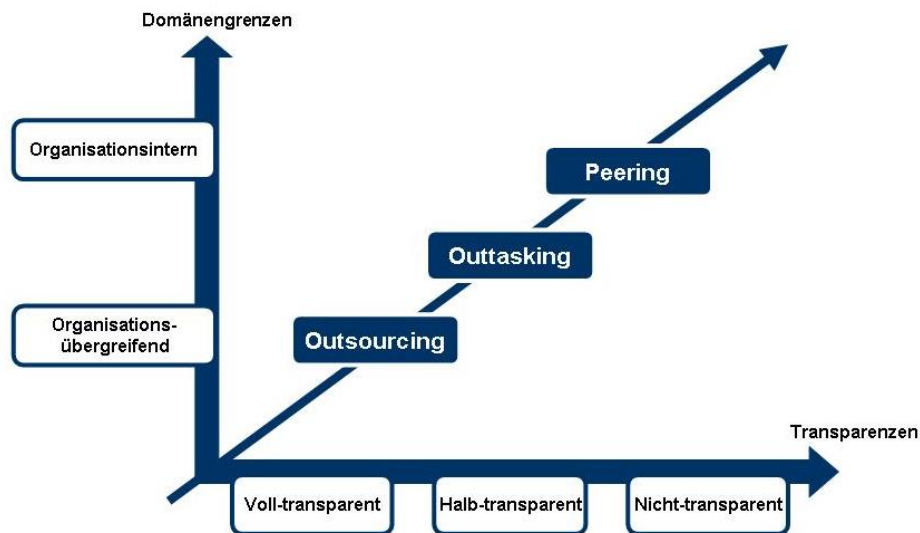 Domänengrenzen
Organisationsintern
Peering
Outtasking
Organisations-
übergreifend
Outsourcing
Transparenzen
Voll-transparent
Halb-transparent
Nicht-transparent